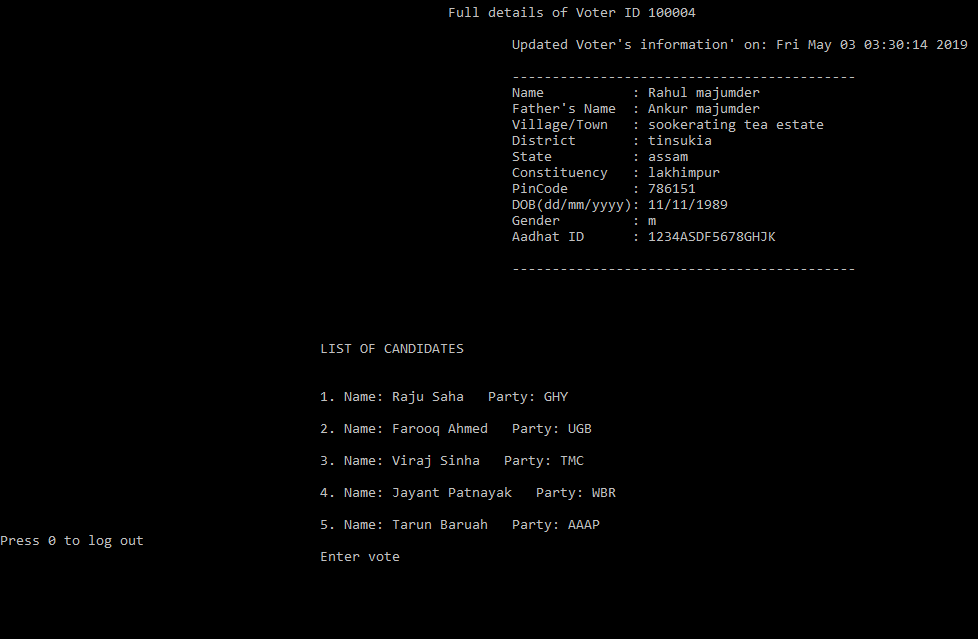 Full details of Voter ID 100004
Updated Voter's information' on: Fri May 03 03:30:14 2019
-------------------------------------------
Name : Rahul majumder
Father's Name : Ankur majumder
Village/Town : sookerating tea estate
District : tinsukia
State : assam
Constituency : lakhimpur
PinCode : 786151
DOB(dd/mm/yyyy): 11/11/1989
Gender : m
Aadhat ID : 1234ASDF5678GHJK
-------------------------------------------
LIST OF CANDIDATES
1. Name: Raju Saha Party: GHY
2. Name: Farooq Ahmed Party: UGB
3. Name: Viraj Sinha Party: TMC
4. Name: Jayant Patnayak Party: WBR
5. Name: Tarun Baruah Party: AAAP
Press 0 to log out
Enter vote